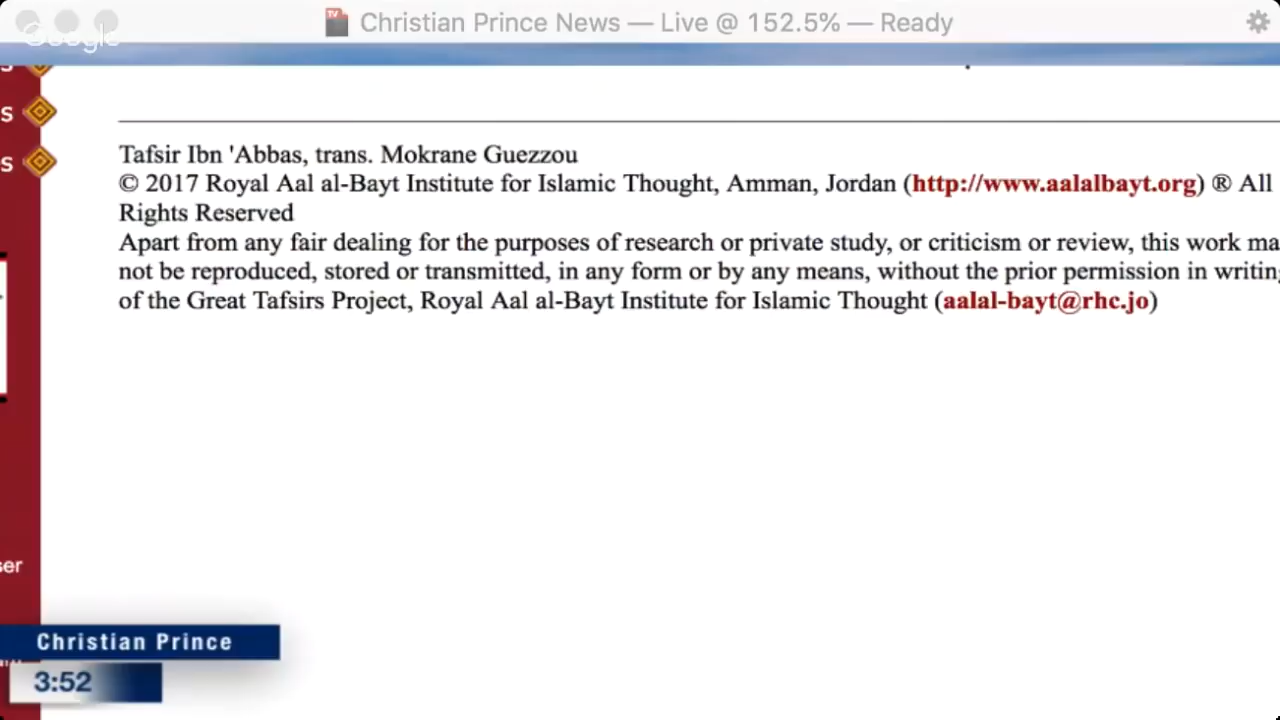 Christian Prince News — Live @ 152.5% — Ready
Google
s
s
s
Tafsir Ibn 'Abbas, trans. Mokrane Guezzou
© 2017 Royal Aal al-Bayt Institute for Islamic Thought, Amman, Jordan (http://www.aalalbayt.org) ® All
Rights Reserved
Apart from any fair dealing for the purposes of research or private study, or criticism or review, this work ma
not be reproduced, stored or transmitted, in any form or by any means, without the prior permission in writing
of the Great Tafsirs Project, Royal Aal al-Bayt Institute for Islamic Thought (aalal-bayt@rhc.jo)
ser
Christian Prince
3:52